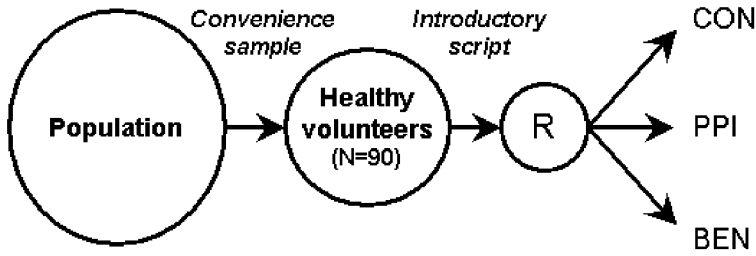 Convenience
sample
Introductory
script
Population
Healthy
volunteers
(N=90)
R
CON
PPI
BEN